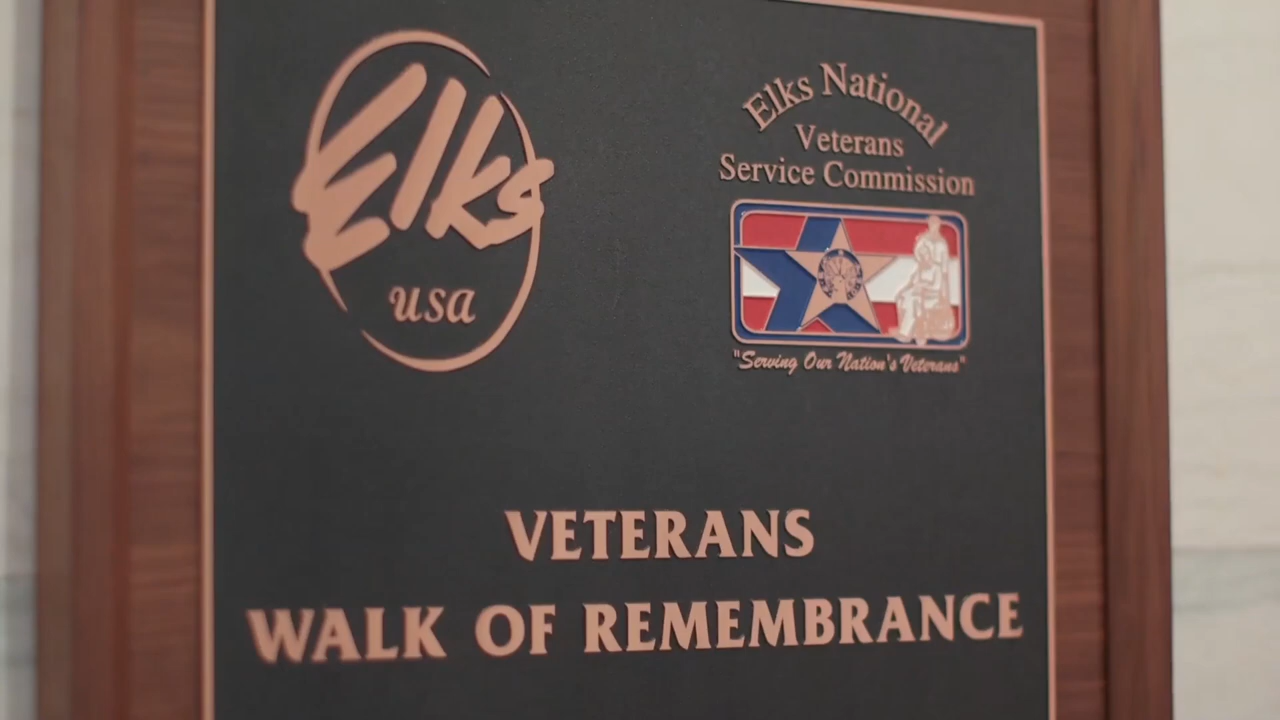 Elks
usa
Elks National
Veterans
Service Commission
"Serving Our Nation's Veterans"
VETERANS
WALK OF REMEMBRANCE